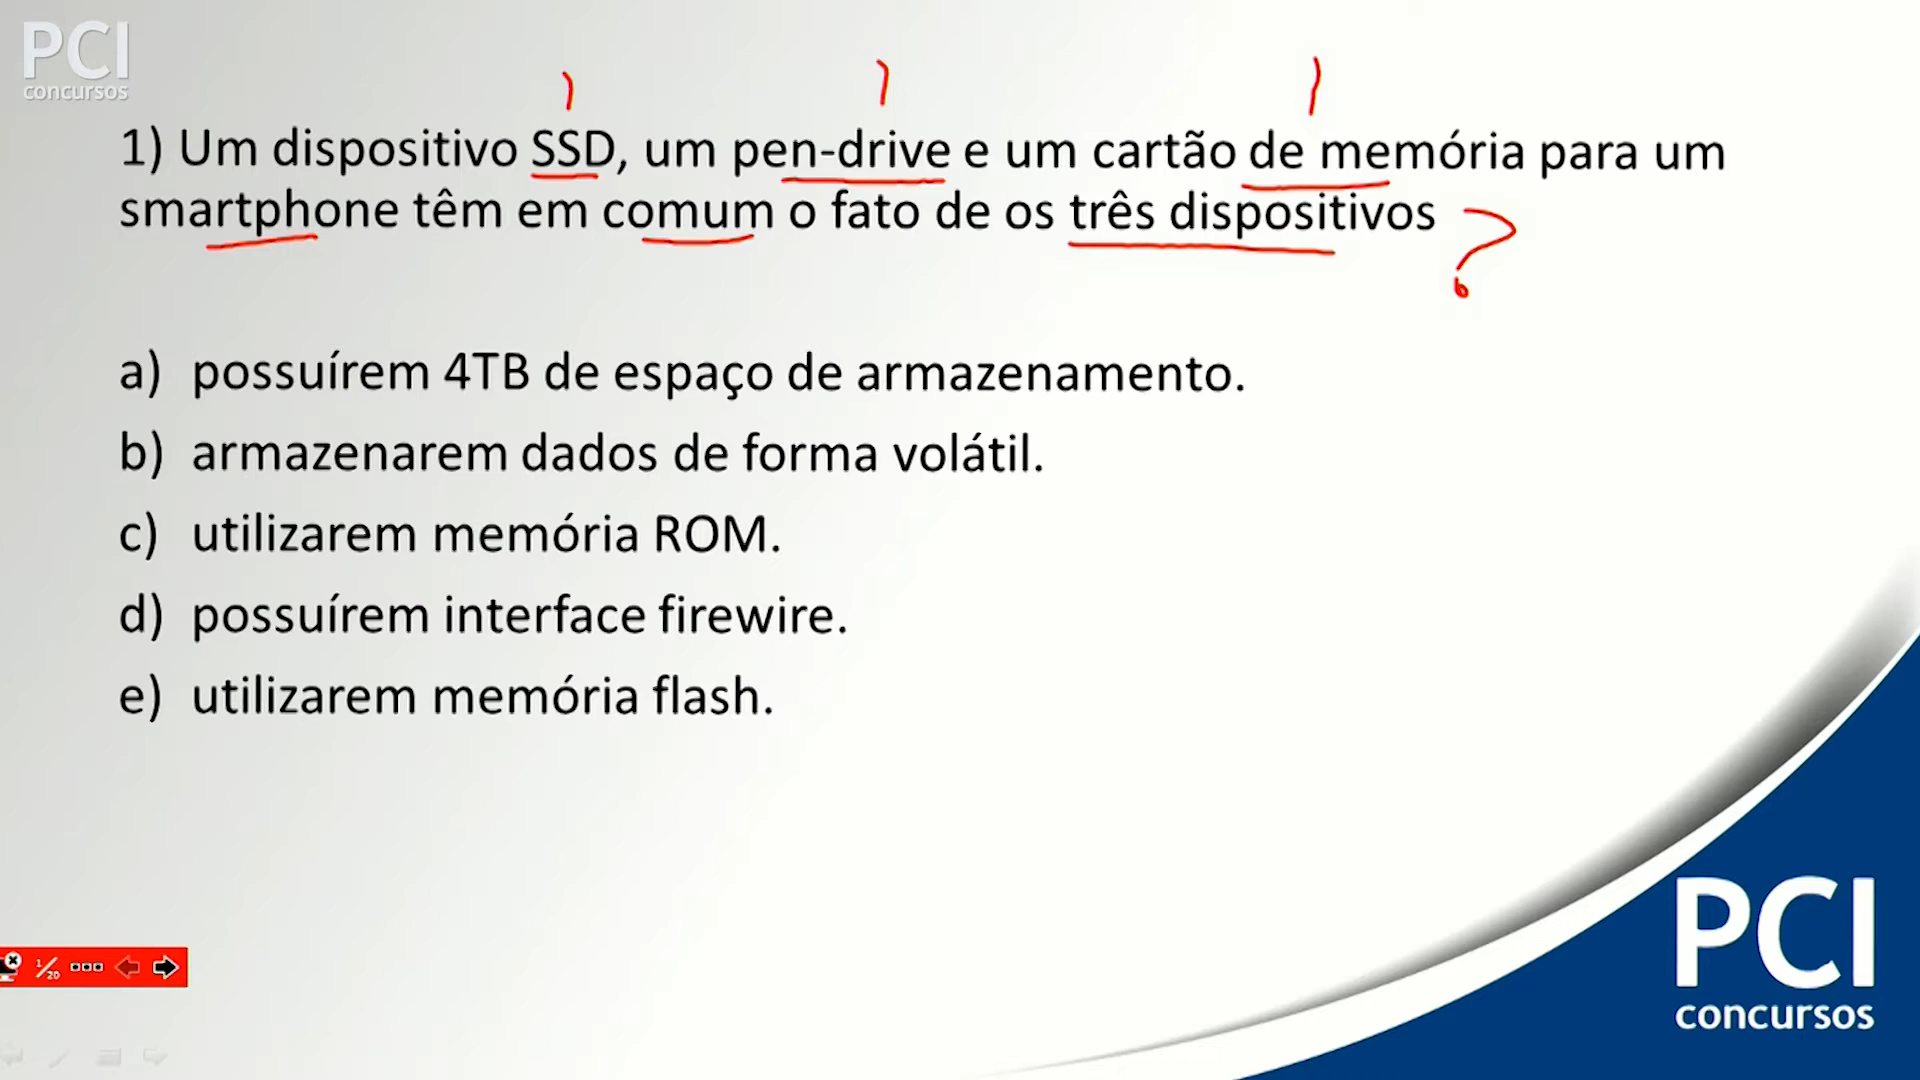 PCI
concursos
1) Um dispositivo SSD, um pen-drive e um cartão de memória para um
smartphone têm em comum o fato de os três dispositivos
?
a) possuírem 4TB de espaço de armazenamento.
b) armazenarem dados de forma volátil.
c) utilizarem memória ROM.
d) possuírem interface firewire.
e) utilizarem memória flash.
1/20
PCI
concursos